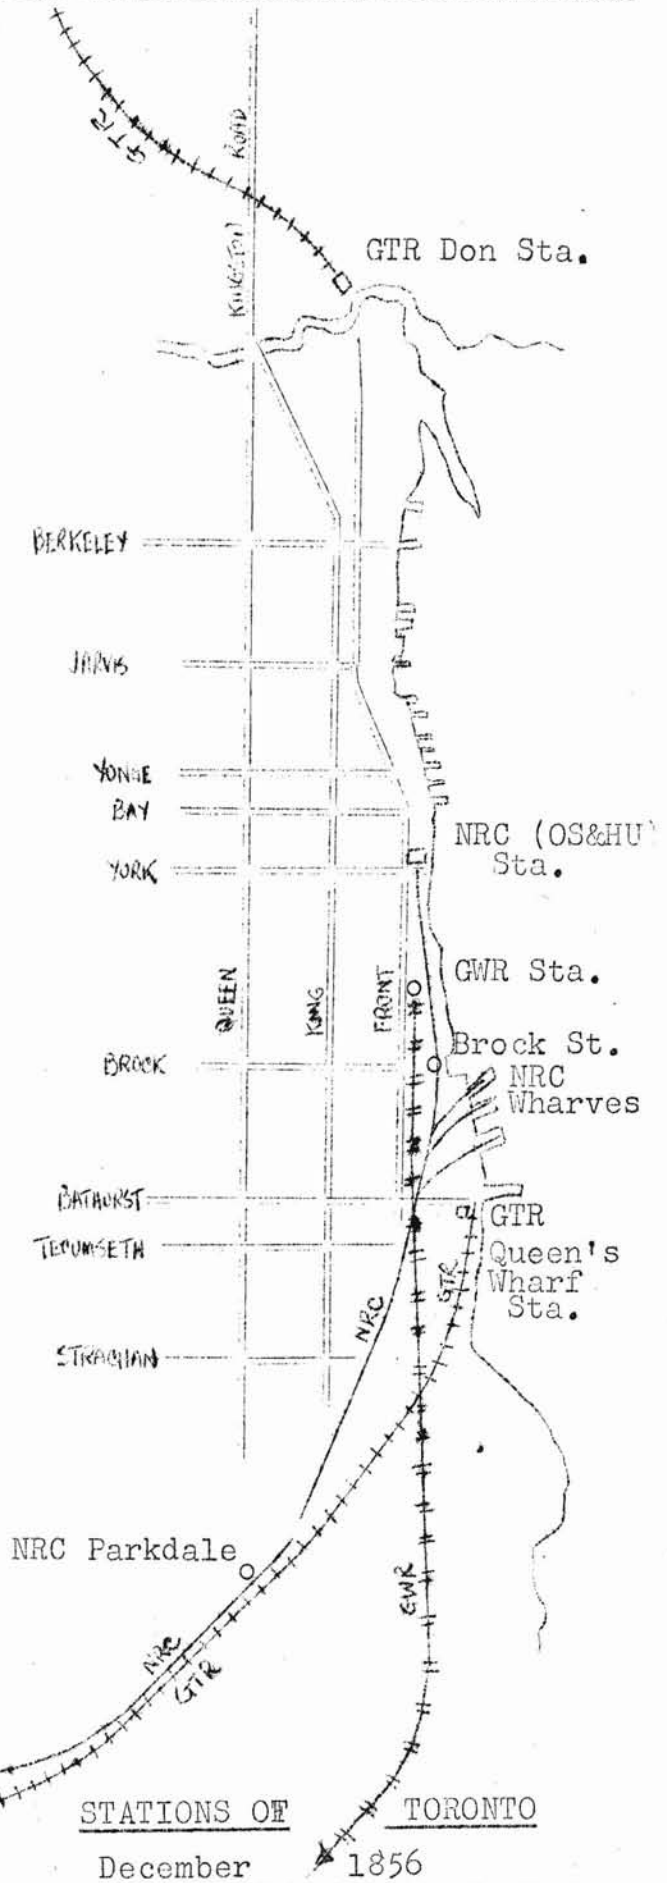 GTR
ROAD
KINGSTON
GTR Don Sta.
BERKELEY
JARVIS
YONGE
BAY
NRC (OS&HU)
Sta.
YORK
QUEEN
KING
FRONT
GWR Sta.
BROCK
Brock St.
NRC
Wharves
BATHURST
GTR
Queen's
Wharf
Sta.
TECUMSETH
GTR
NRC
STRACHAN
NRC Parkdale
GWR
NRC
GTR
STATIONS OF TORONTO
December 1856